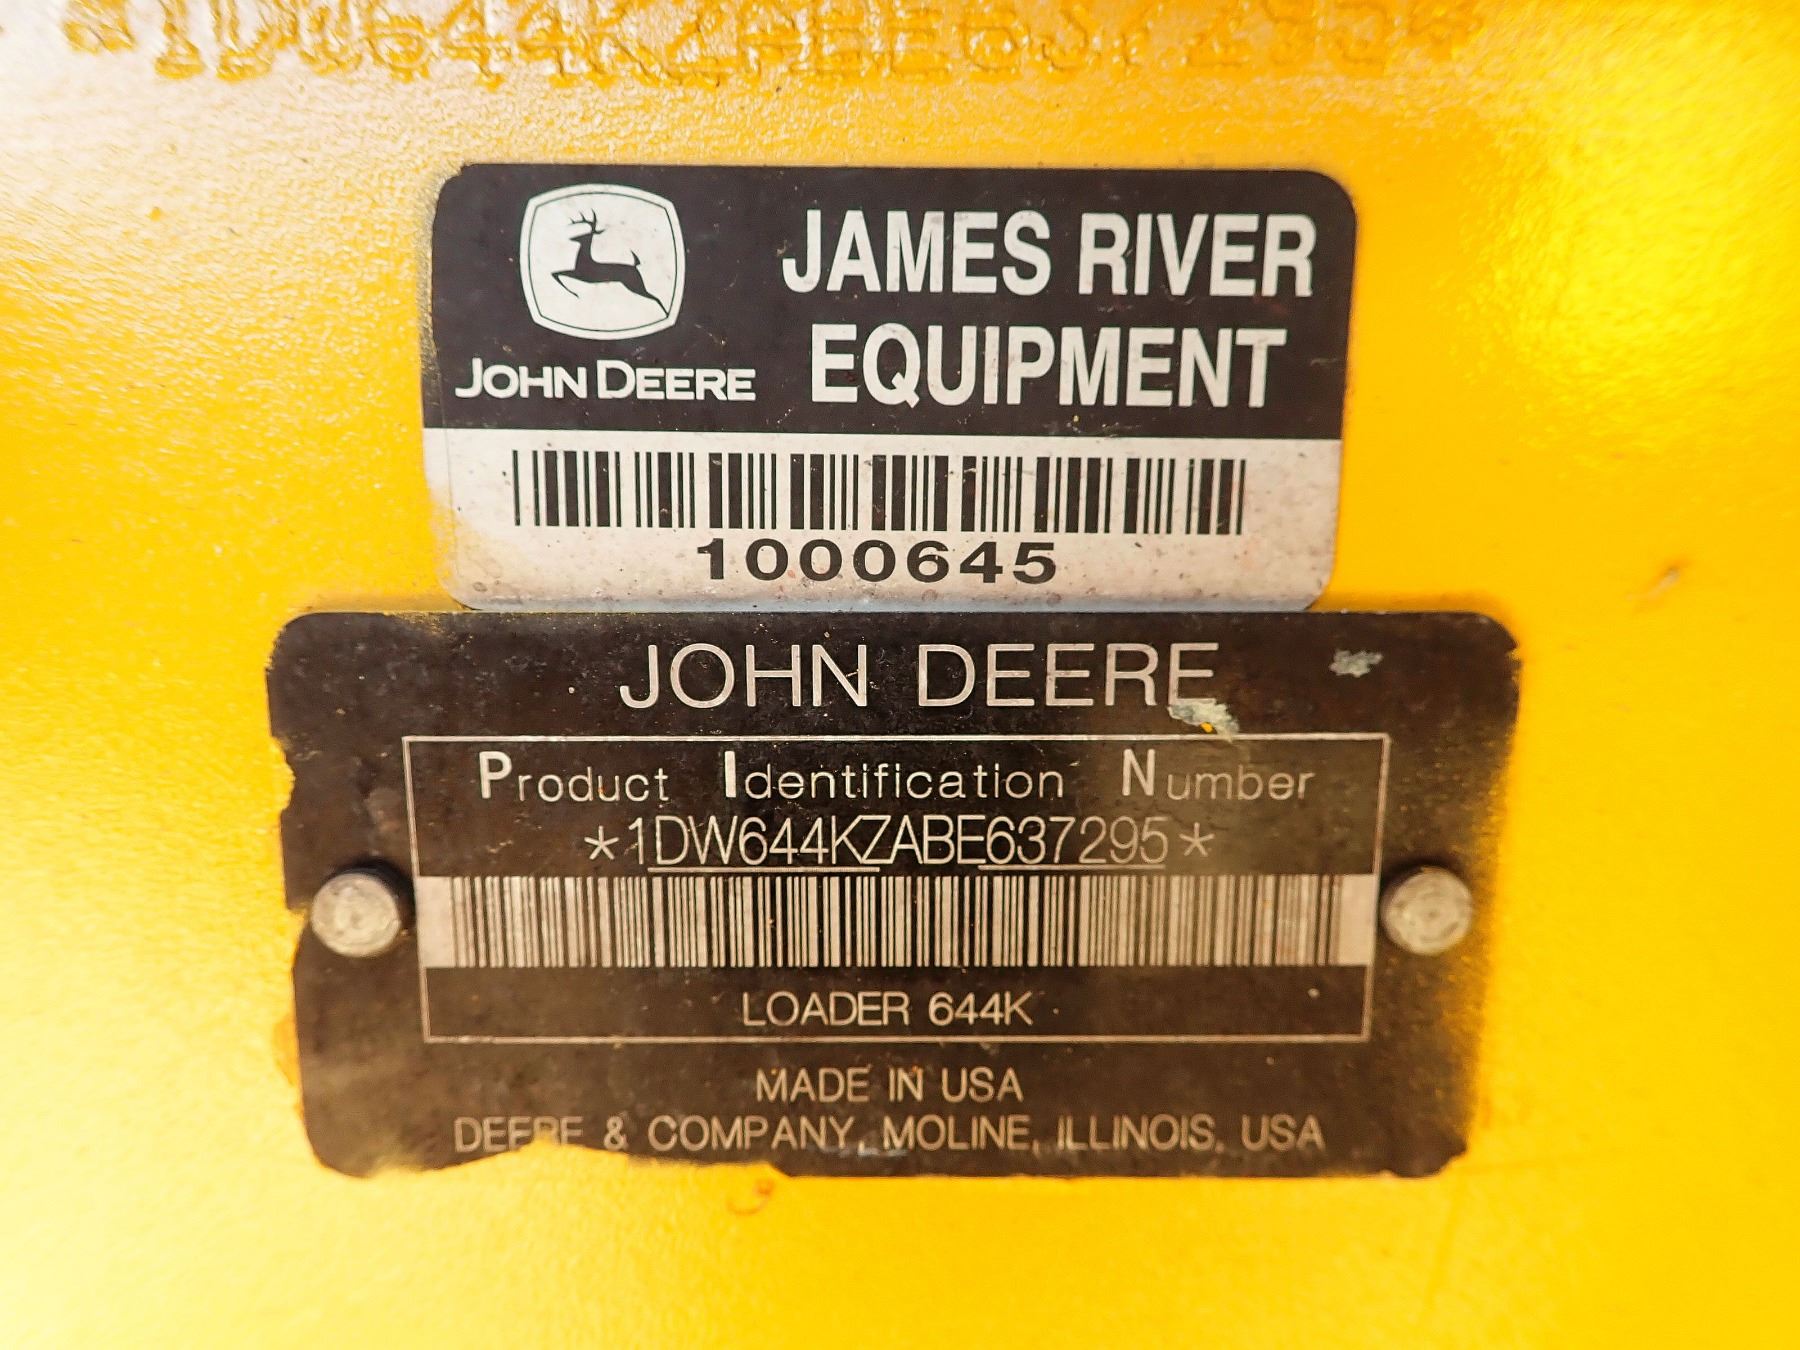 JAMES RIVER
EQUIPMENT
JOHN DEERE
1000645
JOHN DEERE
Product Identification Number
*1DW644KZABE637295*
LOADER 644K
MADE IN USA
DEERE & COMPANY, MOLINE, ILLINOIS, USA